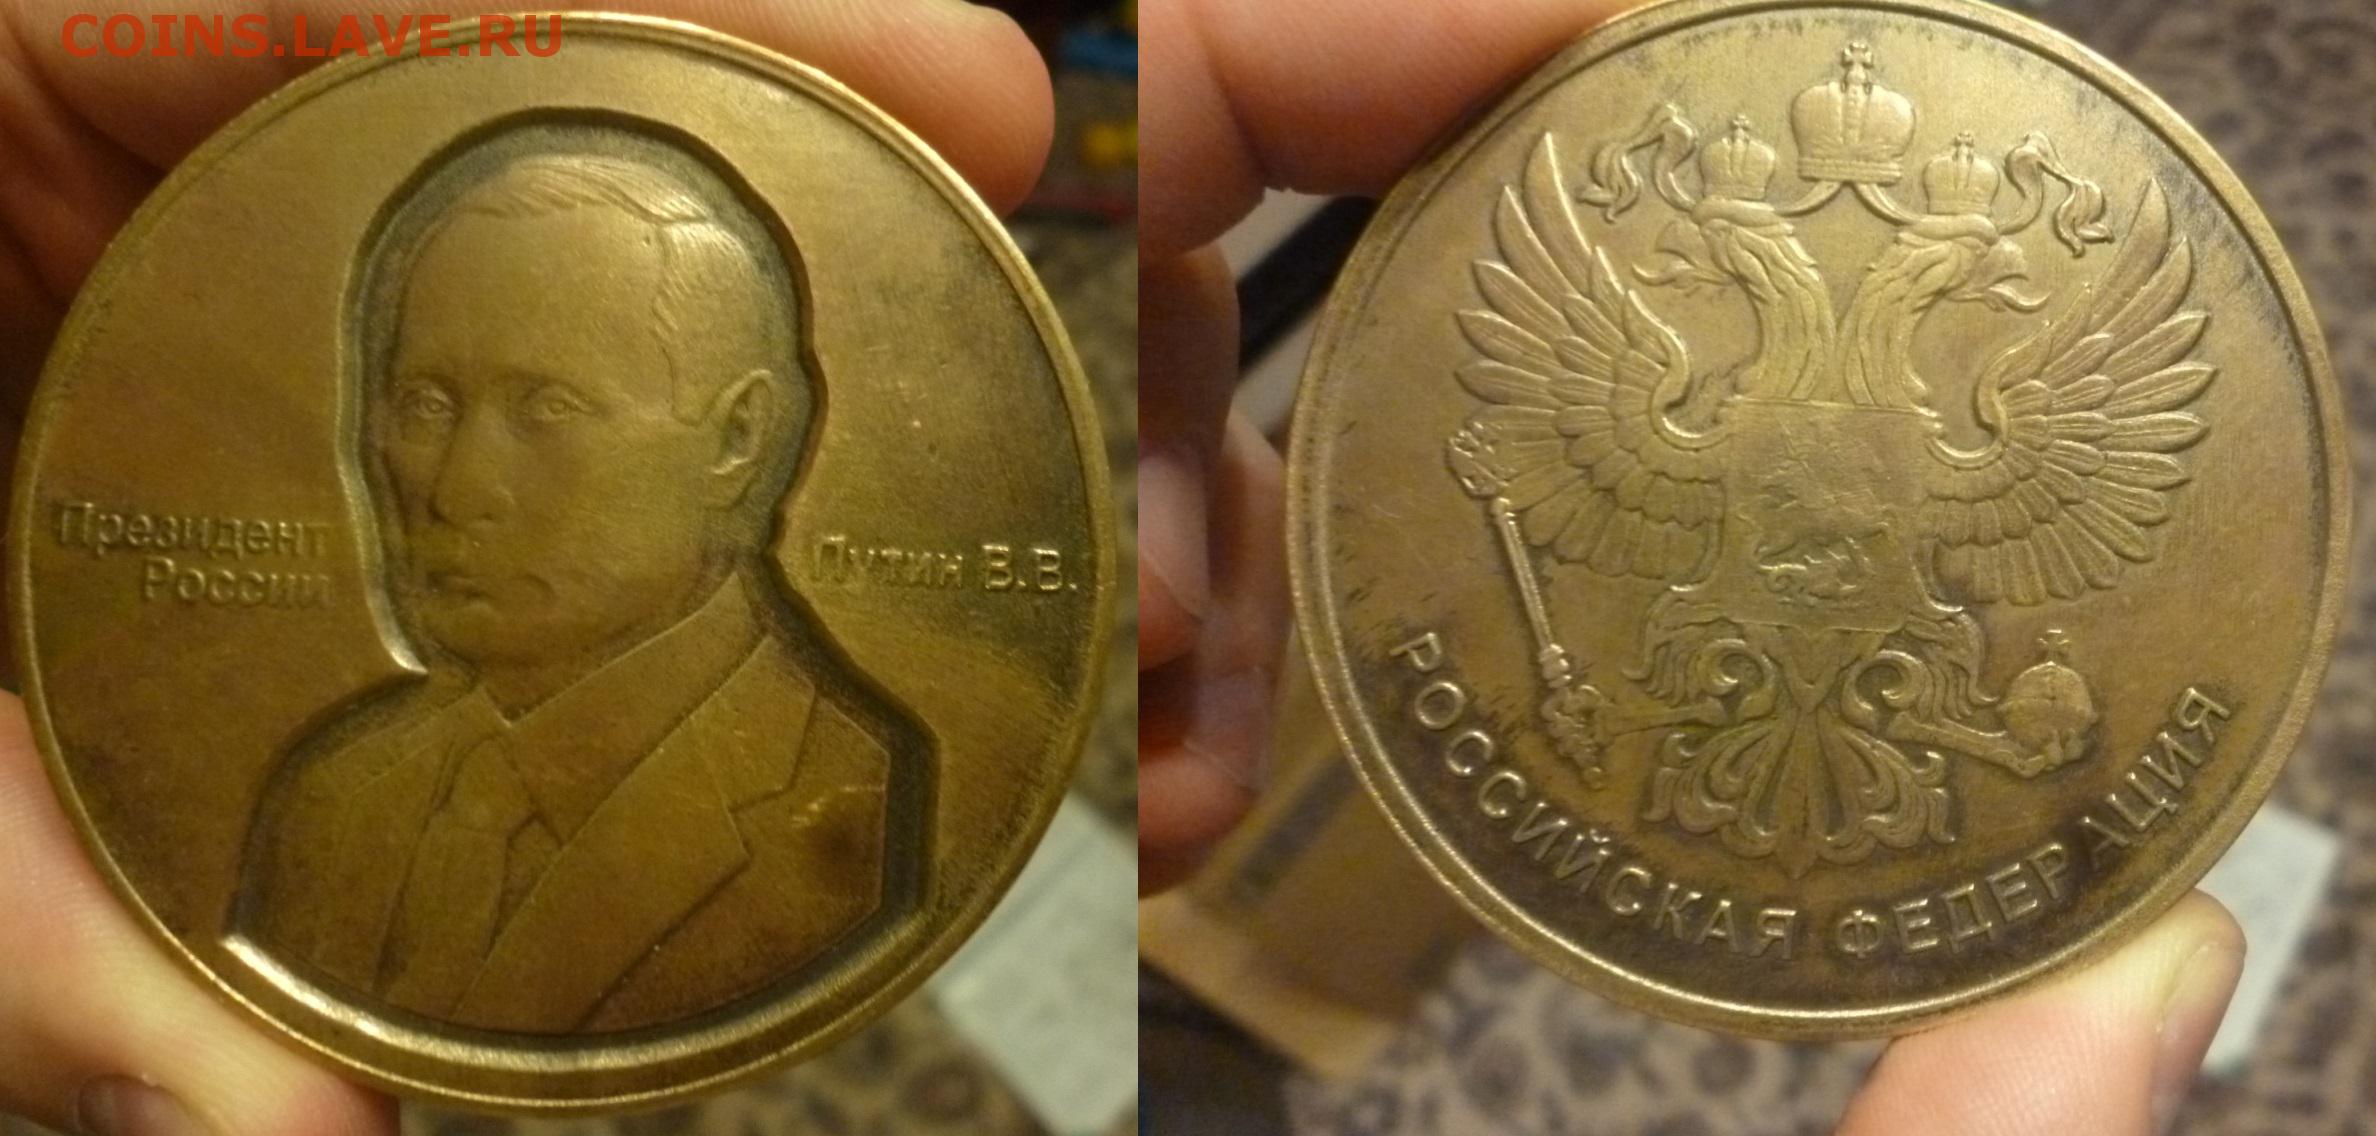 COINS.LAVE.RU
Президент
России
Путин В.В.
РОССИЙСКАЯ ФЕДЕРАЦИЯ